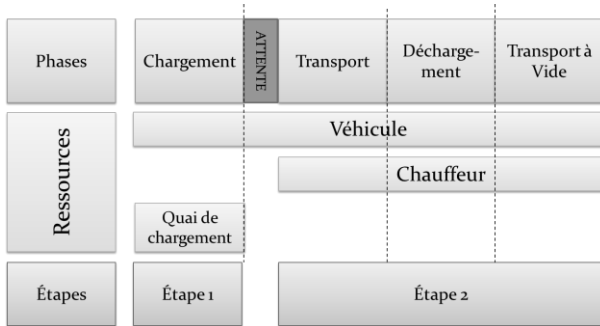 Phases
Chargement
ATTENTE
Transport
Décharge-
ment
Transport à
Vide
Ressources
Véhicule
Chauffeur
Quai de
chargement
Étapes
Étape 1
Étape 2